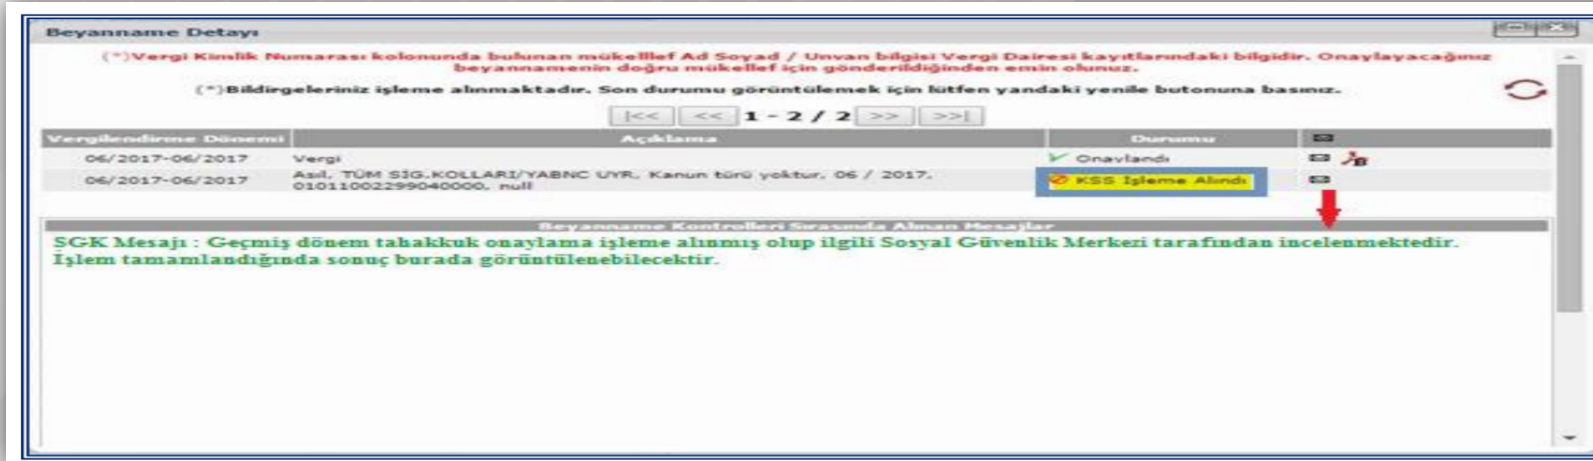 Beyanname Detayı
(*)Vergi Kimlik Numarası kolonunda bulunan mükelllef Ad Soyad / Unvan bilgisi Vergi Dairesi kayıtlarındaki bilgidir. Onaylayacağınız
beyannamenin doğru mükellef için gönderildiğinden emin olunuz.
(*)Bildirgeleriniz işleme alınmaktadır. Son durumu görüntülemek için lütfen yandaki yenile butonuna basınız.
|<< << 1 - 2 / 2 >> >>|
Vergilendirme Dönemi Açıklama Durumu
06/2017-06/2017 Vergi Onaylandı
06/2017-06/2017 Asıl, TÜM SİG.KOLLARI/YABNC UYR, Kanun türü yoktur, 06 / 2017, KSS İşleme Alındı
01011002299040000, null
Beyanname Kontrolleri Sırasında Alınan Mesajlar
SGK Mesajı : Geçmiş dönem tahakkuk onaylama işleme alınmış olup ilgili Sosyal Güvenlik Merkezi tarafından incelenmektedir.
İşlem tamamlandığında sonuç burada görüntülenebilecektir.